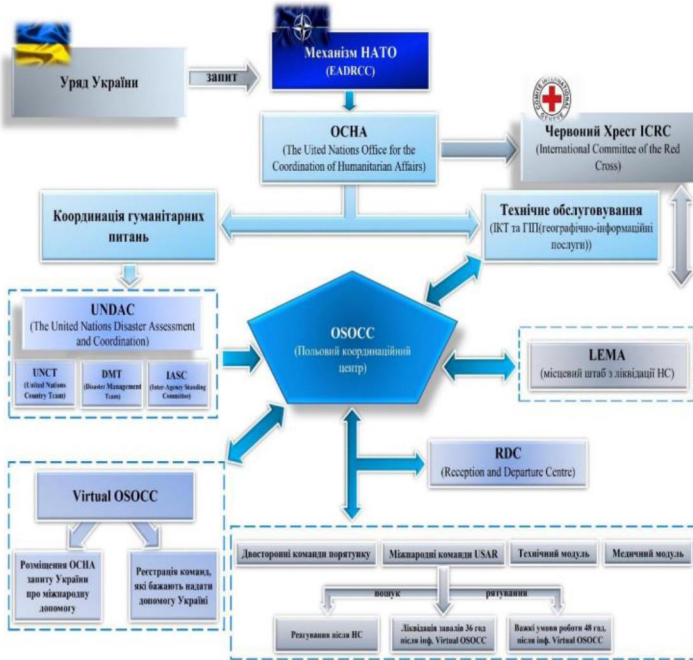 Механізм НАТО
(EADRCC)
Уряд України
запит
COMITE INTERNATIONAL
GENEVE
ОСНА
(The Uited Nations Office for the
Coordination of Humanitarian Affairs)
Червоний Хрест ICRC
(International Committee of the Red
Cross)
Координація гуманітарних
питань
Технічне обслуговування
(ІКТ та ГІП(географічно-інформаційні
послуги))
UNDAC
(The United Nations Disaster Assessment
and Coordination)
UNCT
(United Nations
Country Team)
DMT
(Disaster Management
Team)
IASC
(Inter-Agency Standing
Committee)
OSOCC
(Польовий координаційний
центр)
LEMA
(місцевий штаб з ліквідації НС)
RDC
(Reception and Departure Centre)
Virtual OSOCC
Розміщення ОСНА
запиту України
про міжнародну
допомогу
Реєстрація команд,
які бажають надати
допомогу Україні
Двосторонні команди порятунку
Міжнародні команди USAR
Технічний модуль
Медичний модуль
пошук
рятування
Реагування після НС
Ліквідація завалів 36 год
після інф. Virtual OSOCC
Важкі умови роботи 48 год.
після інф. Virtual OSOCC